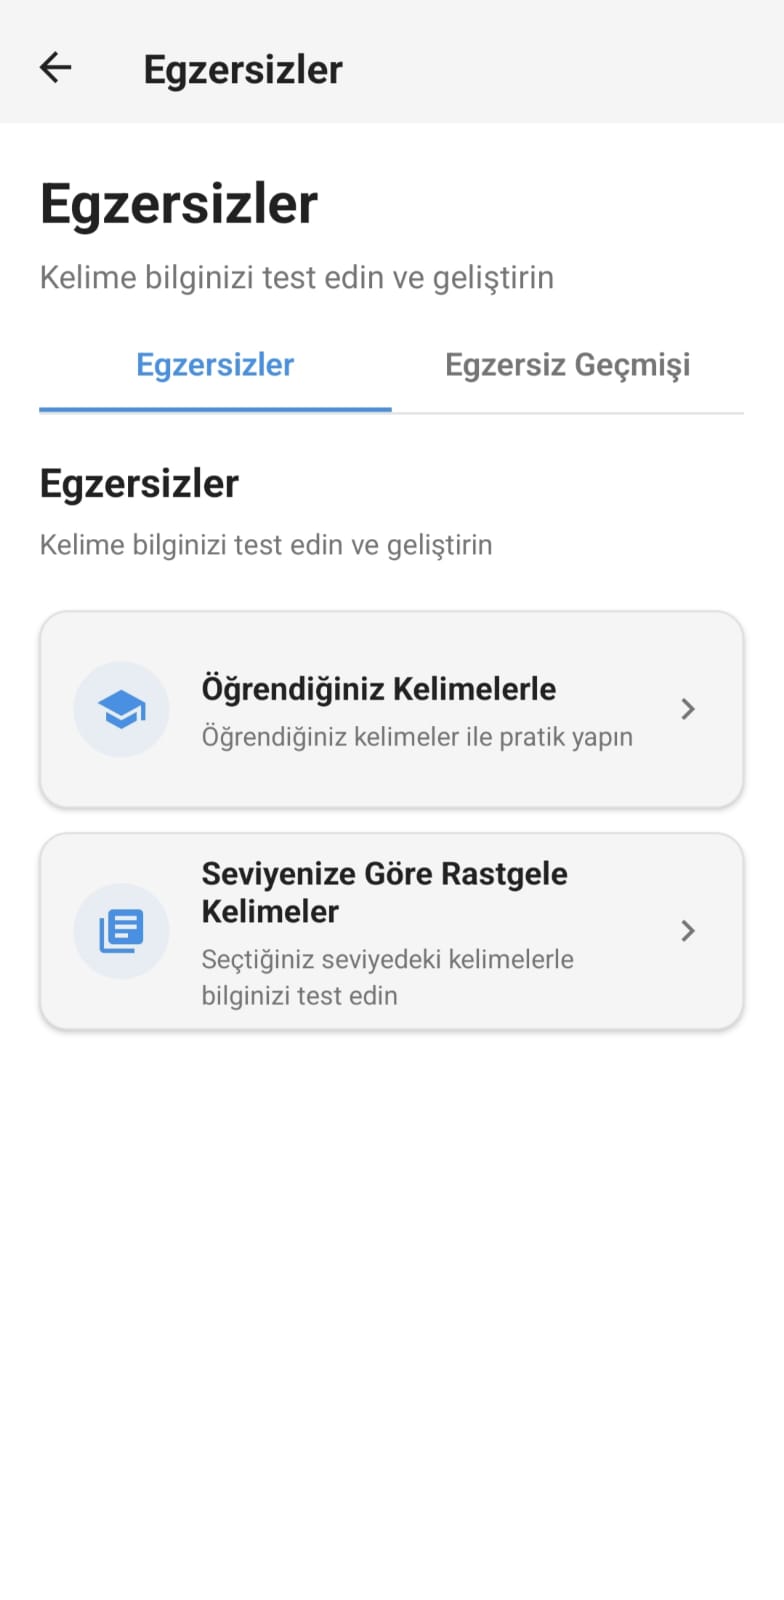 Egzersizler
Egzersizler
Kelime bilginizi test edin ve geliştirin
Egzersizler
Egzersiz Geçmişi
Egzersizler
Kelime bilginizi test edin ve geliştirin
Öğrendiğiniz Kelimelerle
Öğrendiğiniz kelimeler ile pratik yapın
Seviyenize Göre Rastgele
Kelimeler
Seçtiğiniz seviyedeki kelimelerle
bilginizi test edin